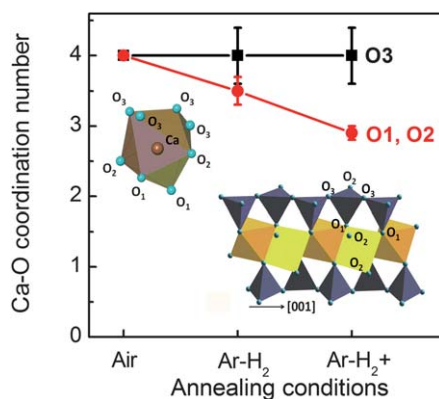 Ca-O coordination number
5
4
3
2
1
0
O3
O1, O2
O₃
O₃
O₃
O₃
Ca
O₂
O₂
O₁
O₁
O₂
O₃
O₃
O₁
O₁
O₂
O₂
[001]
Air
Ar-H₂
Ar-H₂+
Annealing conditions